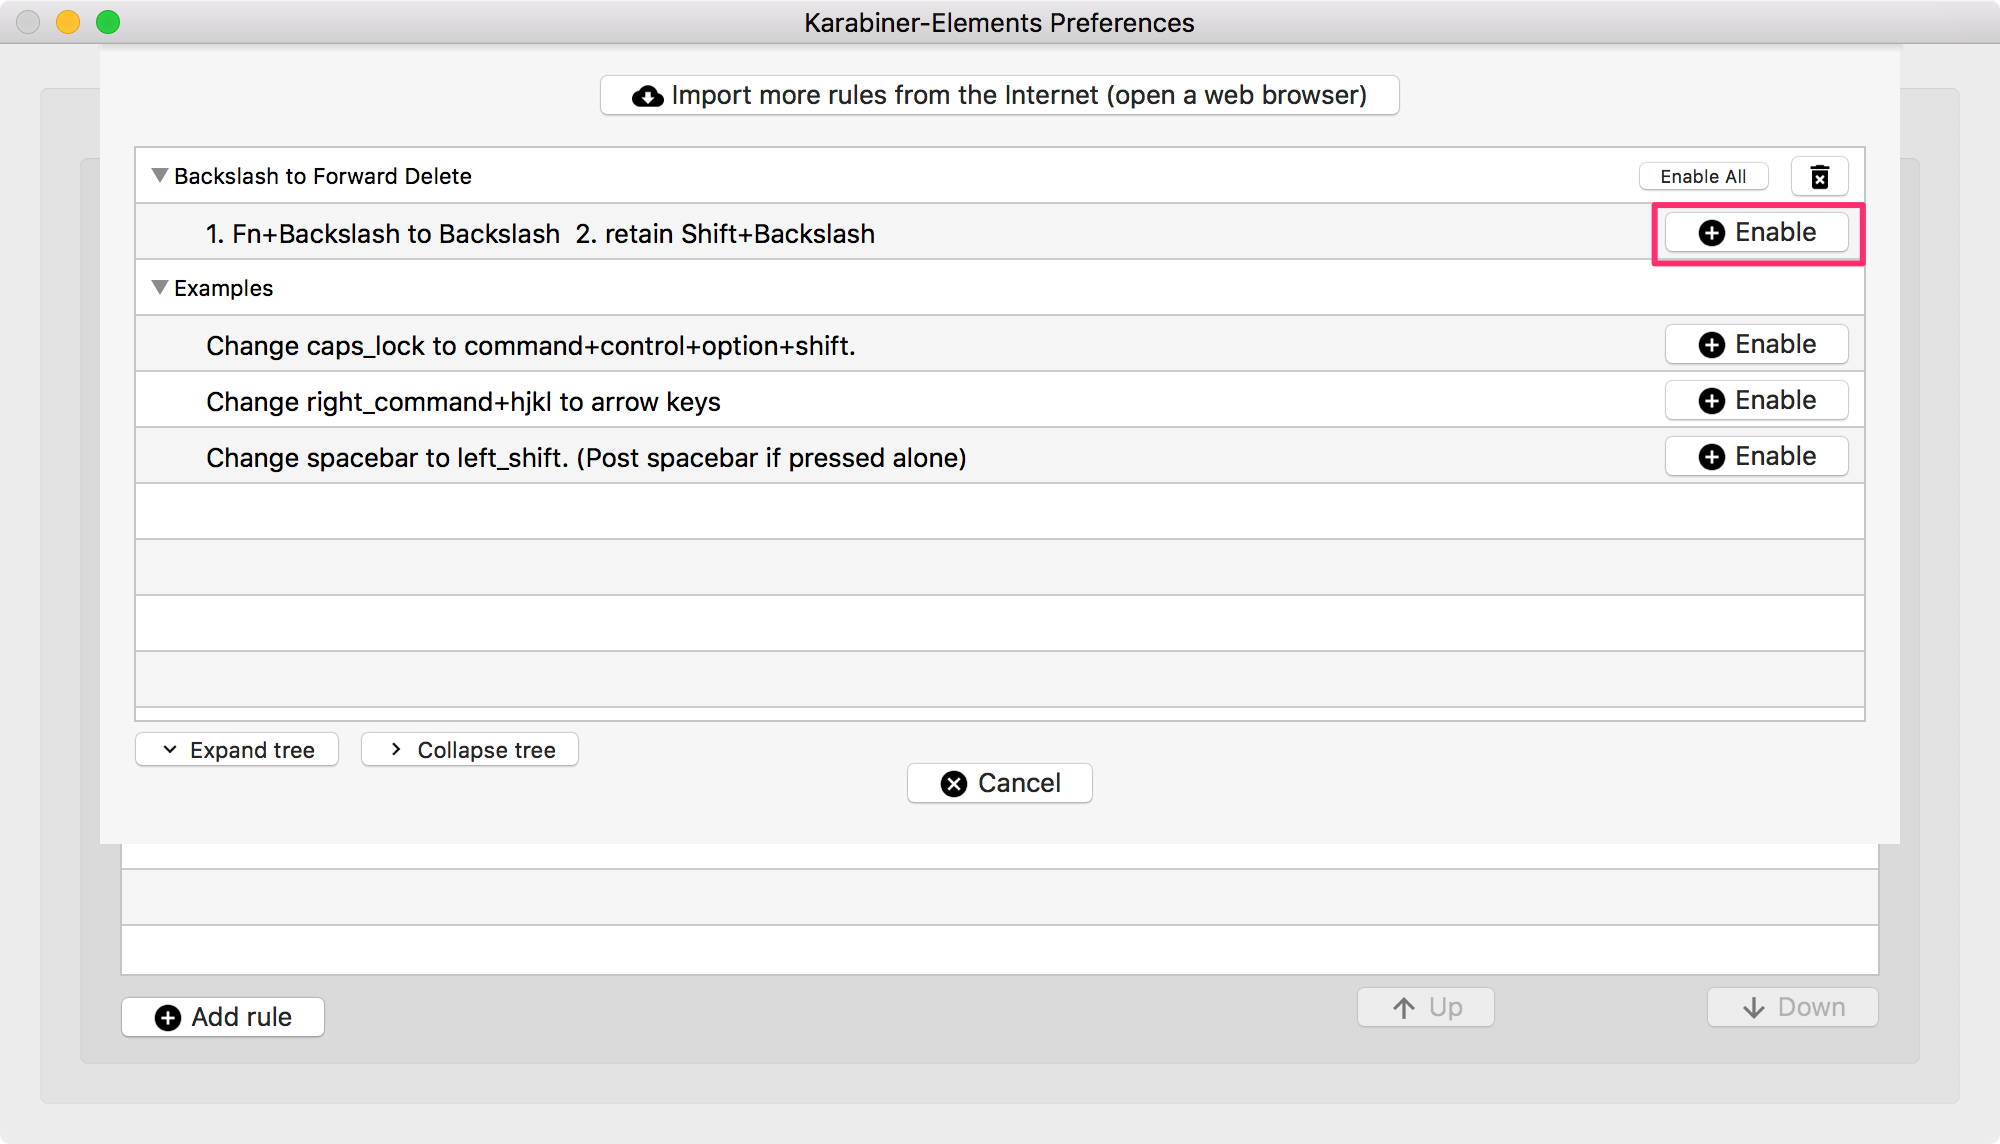 Karabiner-Elements Preferences
Import more rules from the Internet (open a web browser)
Backslash to Forward Delete Enable All
1. Fn+Backslash to Backslash  2. retain Shift+Backslash Enable
Examples
Change caps_lock to command+control+option+shift. Enable
Change right_command+hjkl to arrow keys Enable
Change spacebar to left_shift. (Post spacebar if pressed alone) Enable
Expand tree Collapse tree
Cancel
Add rule Up Down